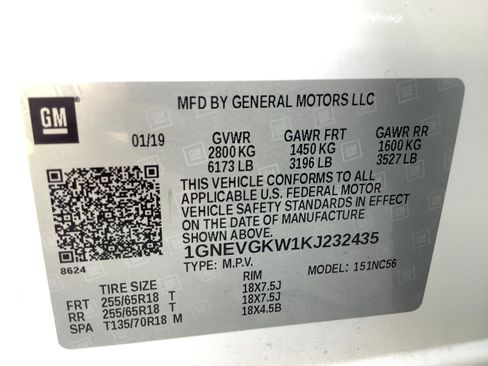 MFD BY GENERAL MOTORS LLC
GM
01/19 GVWR GAWR FRT GAWR RR
2800 KG 1450 KG 1600 KG
6173 LB 3196 LB 3527 LB
THIS VEHICLE CONFORMS TO ALL
APPLICABLE U.S. FEDERAL MOTOR
VEHICLE SAFETY STANDARDS IN EFFECT
ON THE DATE OF MANUFACTURE
SHOWN ABOVE.
1GNEVGKW1KJ232435
8624
TYPE: M.P.V. MODEL: 151NC56
TIRE SIZE RIM
FRT 255/65R18 T 18X7.5J
RR 255/65R18 T 18X7.5J
SPA T135/70R18 M 18X4.5B